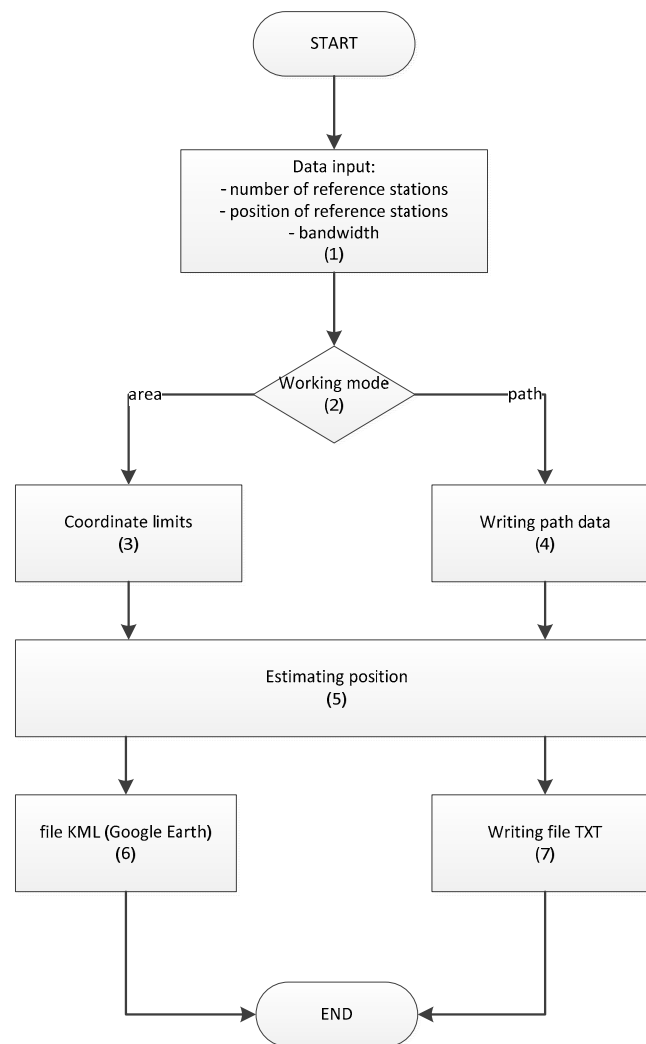 START
Data input:
- number of reference stations
- position of reference stations
- bandwidth
(1)
Working mode
(2)
area
path
Coordinate limits
(3)
Writing path data
(4)
Estimating position
(5)
file KML (Google Earth)
(6)
Writing file TXT
(7)
END